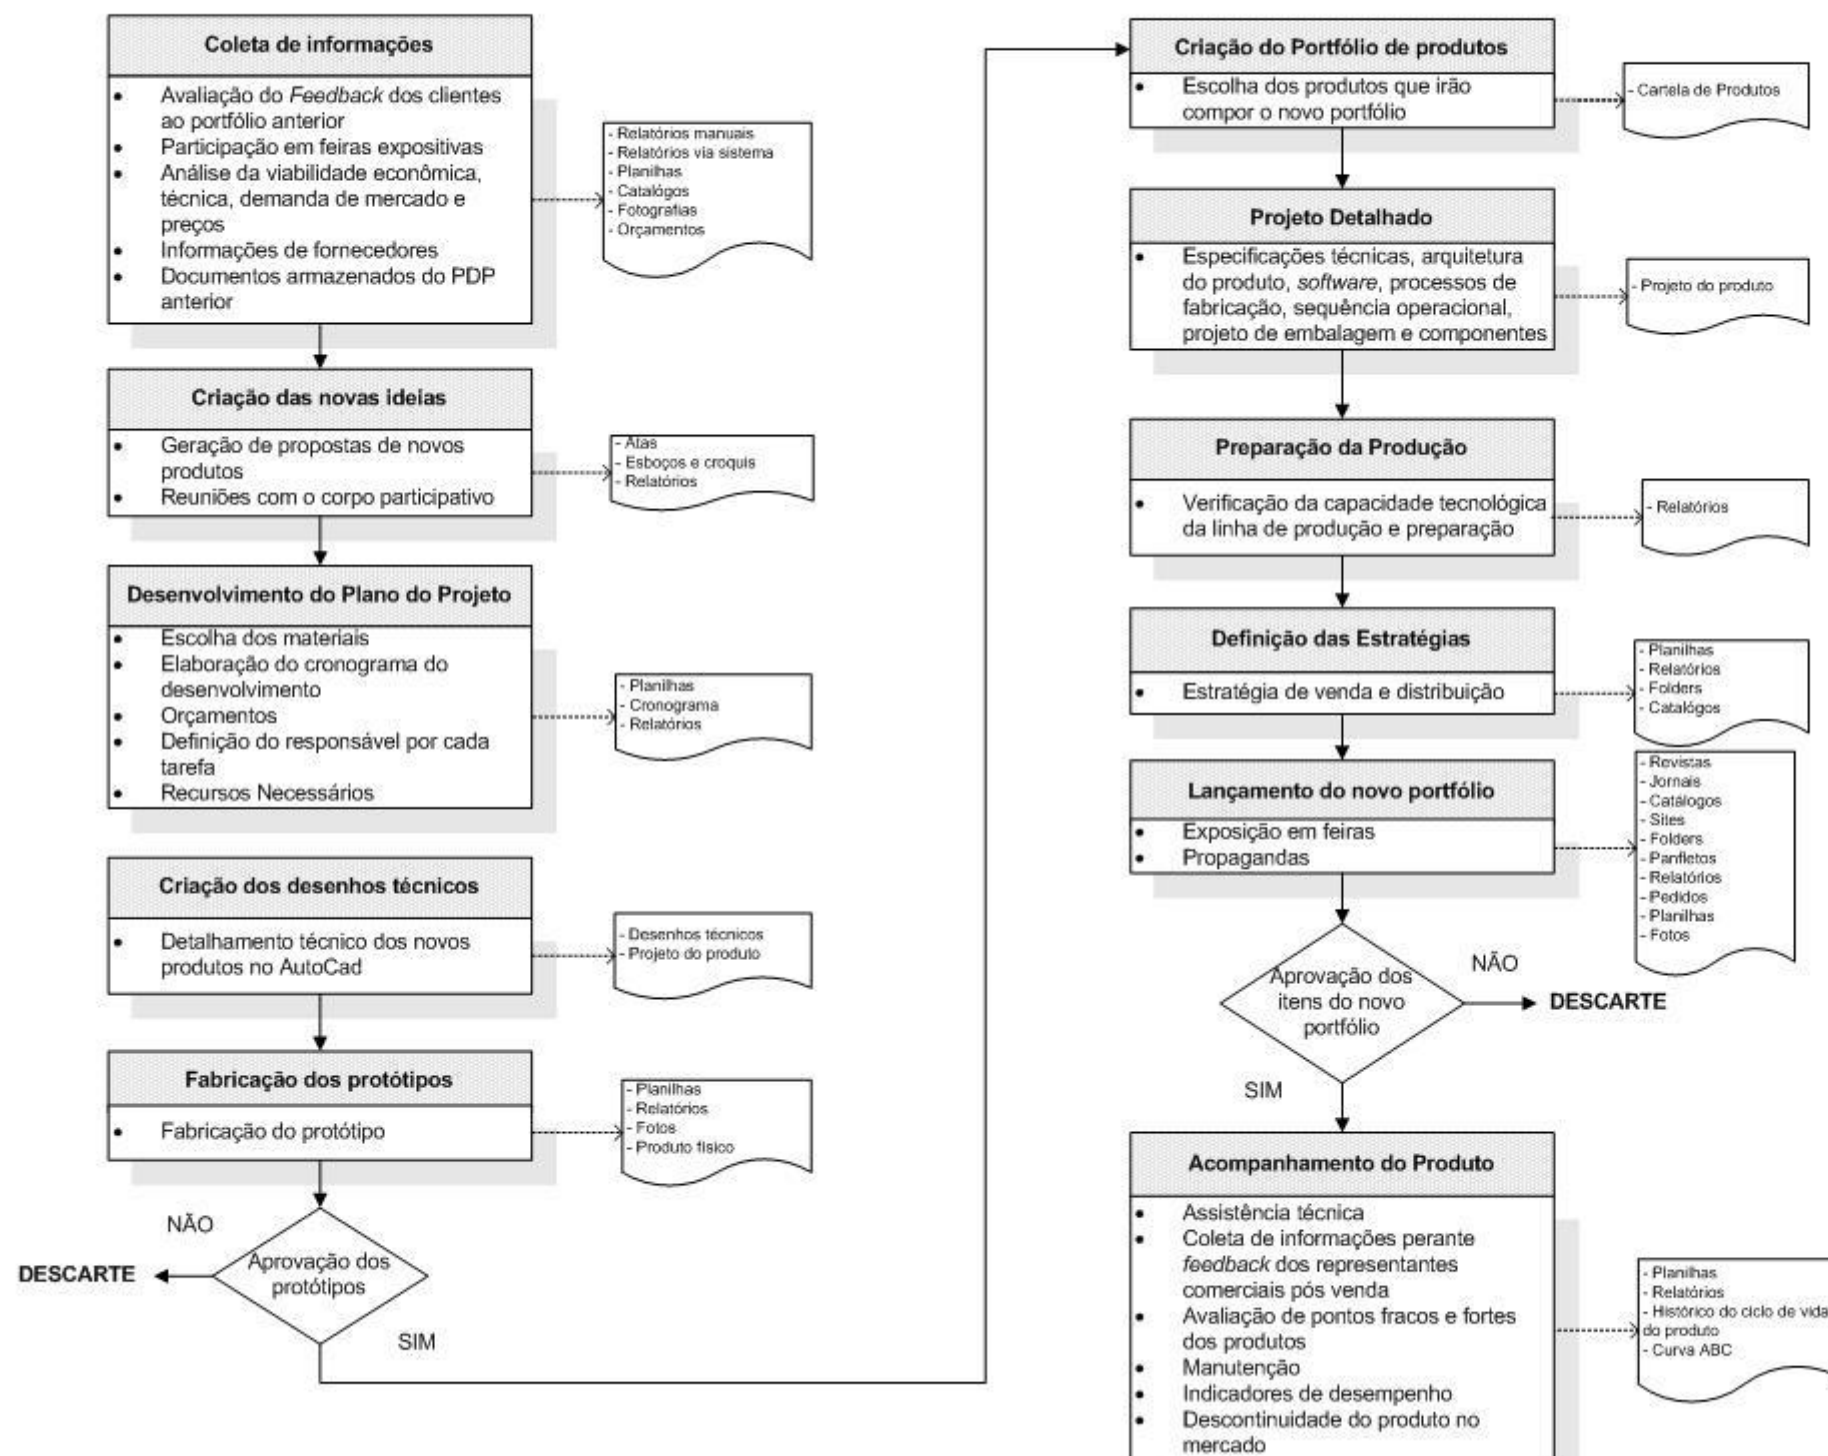 Coleta de informações
• Avaliação do Feedback dos clientes
ao portfólio anterior
• Participação em feiras expositivas
• Análise da viabilidade econômica,
técnica, demanda de mercado e
preços
• Informações de fornecedores
• Documentos armazenados do PDP
anterior
- Relatórios manuais
- Relatórios via sistema
- Planilhas
- Catalógos
- Fotografias
- Orçamentos
Criação das novas ideias
• Geração de propostas de novos
produtos
• Reuniões com o corpo participativo
- Atas
- Esboços e croquis
- Relatórios
Desenvolvimento do Plano do Projeto
• Escolha dos materiais
• Elaboração do cronograma do
desenvolvimento
• Orçamentos
• Definição do responsável por cada
tarefa
• Recursos Necessários
- Planilhas
- Cronograma
- Relatórios
Criação dos desenhos técnicos
• Detalhamento técnico dos novos
produtos no AutoCad
- Desenhos técnicos
- Projeto do produto
Fabricação dos protótipos
• Fabricação do protótipo
- Planilhas
- Relatórios
- Fotos
- Produto físico
NÃO
DESCARTE
Aprovação dos
protótipos
SIM
Criação do Portfólio de produtos
• Escolha dos produtos que irão
compor o novo portfólio
- Cartela de Produtos
Projeto Detalhado
• Especificações técnicas, arquitetura
do produto, software, processos de
fabricação, sequência operacional,
projeto de embalagem e componentes
- Projeto do produto
Preparação da Produção
• Verificação da capacidade tecnológica
da linha de produção e preparação
- Relatórios
Definição das Estratégias
• Estratégia de venda e distribuição
- Planilhas
- Relatórios
- Folders
- Catalógos
Lançamento do novo portfólio
• Exposição em feiras
• Propagandas
- Revistas
- Jornais
- Catálogos
- Sites
- Folders
- Panfletos
- Relatórios
- Pedidos
- Planilhas
- Fotos
Aprovação dos
itens do novo
portfólio
NÃO
DESCARTE
SIM
Acompanhamento do Produto
• Assistência técnica
• Coleta de informações perante
feedback dos representantes
comerciais pós venda
• Avaliação de pontos fracos e fortes
dos produtos
• Manutenção
• Indicadores de desempenho
• Descontinuidade do produto no
mercado
- Planilhas
- Relatórios
- Histórico do ciclo de vida
do produto
- Curva ABC